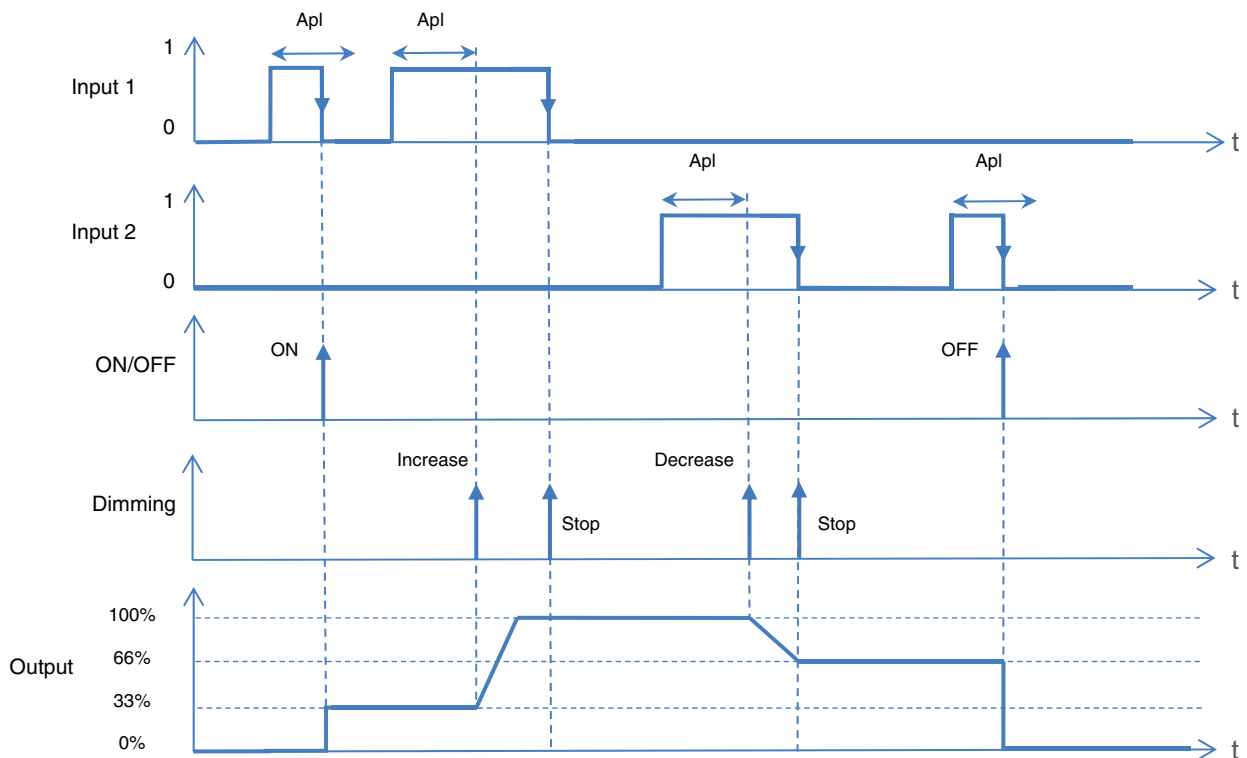 Apl Apl
1
Input 1
0
t
Apl Apl
1
Input 2
0
t
ON OFF
ON/OFF
t
Increase Decrease
Dimming
Stop Stop
t
100%
66%
Output
33%
0%
t